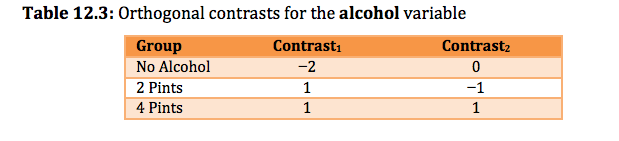 Table 12.3: Orthogonal contrasts for the alcohol variable
Group Contrast₁ Contrast₂
No Alcohol −2 0
2 Pints 1 −1
4 Pints 1 1